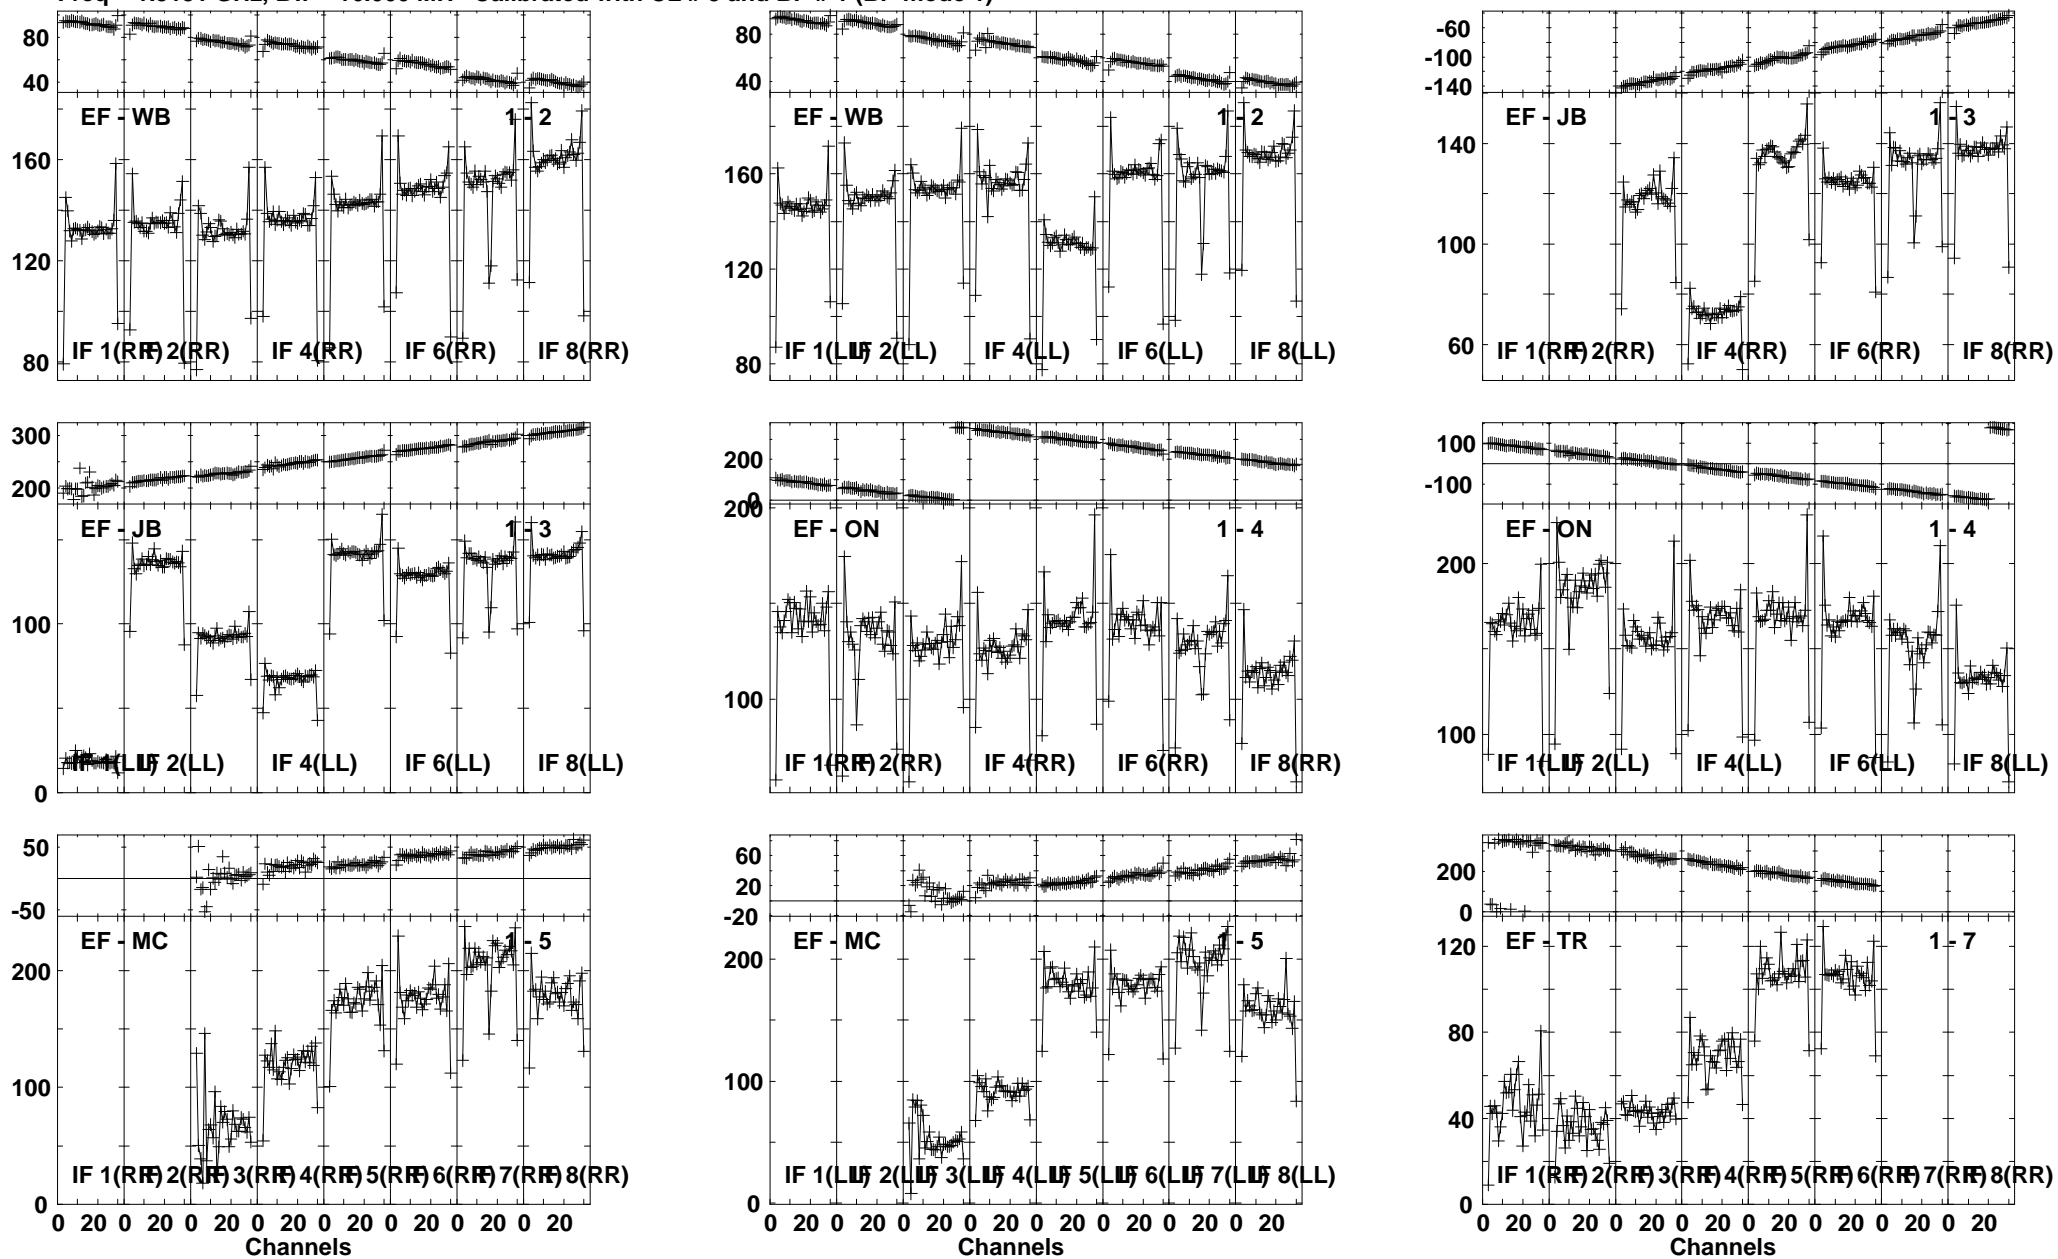 80 40 80 40 -60 -100 -140
EF - WB 1 - 2 EF - WB 1 - 2 EF - JB 1 - 3
160 120 80 160 120 80 140 100 60
IF 1(RR) IF 2(RR) IF 4(RR) IF 6(RR) IF 8(RR) IF 1(LL) IF 2(LL) IF 4(LL) IF 6(LL) IF 8(LL) IF 1(RR) IF 2(RR) IF 4(RR) IF 6(RR) IF 8(RR)
300 200 200 0 100 -100
EF - JB 1 - 3 EF - ON 1 - 4 EF - ON 1 - 4
100 0 200 100 200 100
IF 1(LL) IF 2(LL) IF 4(LL) IF 6(LL) IF 8(LL) IF 1(RR) IF 2(RR) IF 4(RR) IF 6(RR) IF 8(RR) IF 1(LL) IF 2(LL) IF 4(LL) IF 6(LL) IF 8(LL)
50 -50 60 20 -20 200 0
EF - MC 1 - 5 EF - MC 1 - 5 EF - TR 1 - 7
200 100 0 200 100 0 120 80 40 0
IF 1(RR) IF 2(RR) IF 3(RR) IF 4(RR) IF 5(RR) IF 6(RR) IF 7(RR) IF 8(RR) IF 1(LL) IF 2(LL) IF 3(LL) IF 4(LL) IF 5(LL) IF 6(LL) IF 7(LL) IF 8(LL) IF 1(RR) IF 2(RR) IF 3(RR) IF 4(RR) IF 5(RR) IF 6(RR) IF 7(RR) IF 8(RR)
0 20 0 20 0 20 0 20 0 20 0 20 0 20 0 20 0 20 0 20 0 20 0 20 0 20 0 20 0 20 0 20 0 20 0 20 0 20 0 20 0 20 0 20 0 20 0 20
Channels Channels Channels